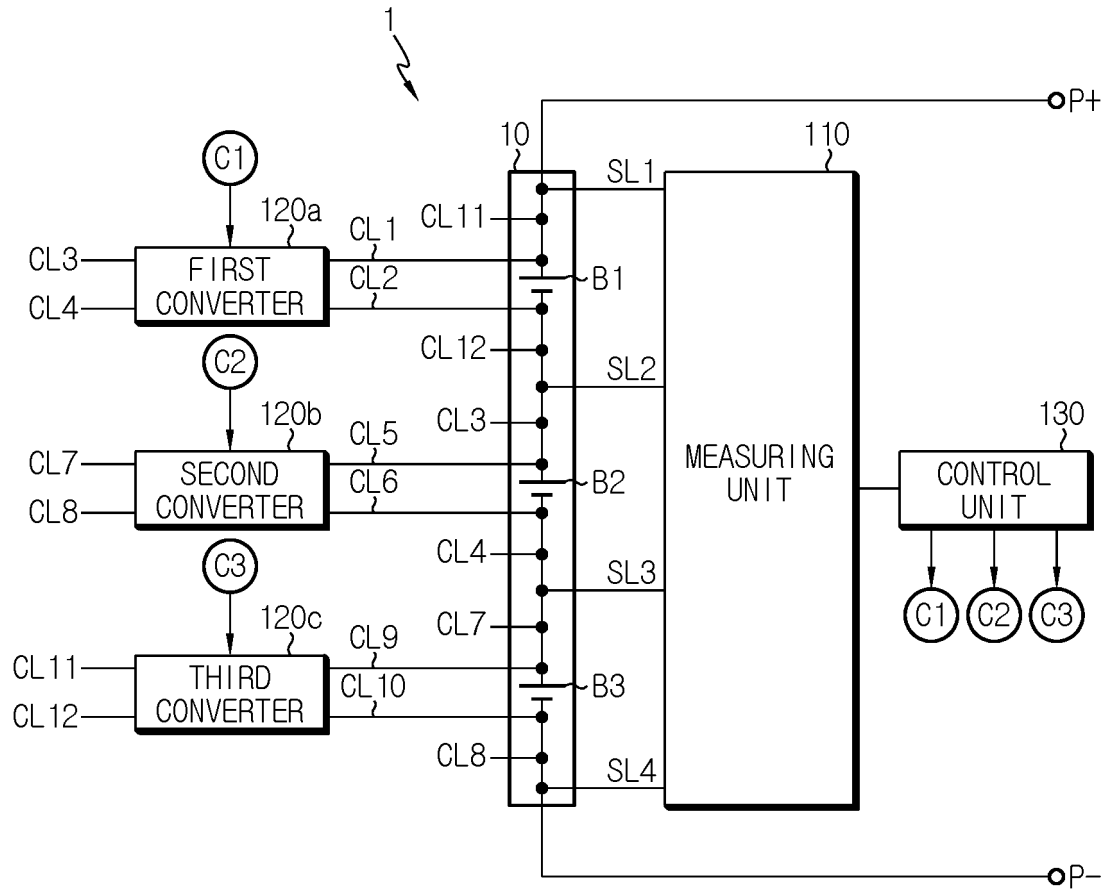 1
P+
10
110
C1
SL1
CL11
120a
CL1
CL3
FIRST
CONVERTER
CL2
B1
CL4
CL12
C2
SL2
CL3
120b
CL5
130
CL7
SECOND
CONVERTER
CL6
B2
MEASURING
UNIT
CONTROL
UNIT
CL8
CL4
C3
SL3
C1
C2
C3
CL7
120c
CL9
CL11
THIRD
CONVERTER
CL10
B3
CL12
CL8
SL4
P−